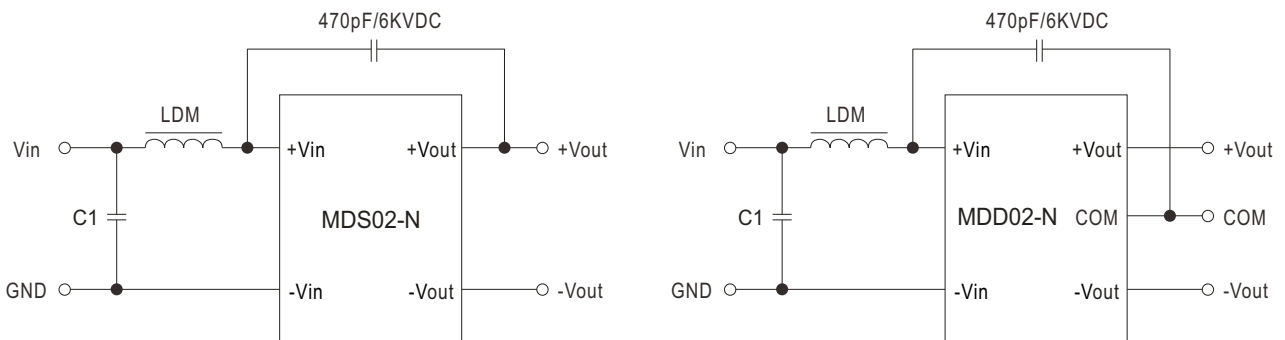 470pF/6KVDC
LDM
Vin
+Vin
+Vout
+Vout
C1
MDS02-N
GND
-Vin
-Vout
-Vout
470pF/6KVDC
LDM
Vin
+Vin
+Vout
+Vout
C1
MDD02-N
COM
COM
GND
-Vin
-Vout
-Vout